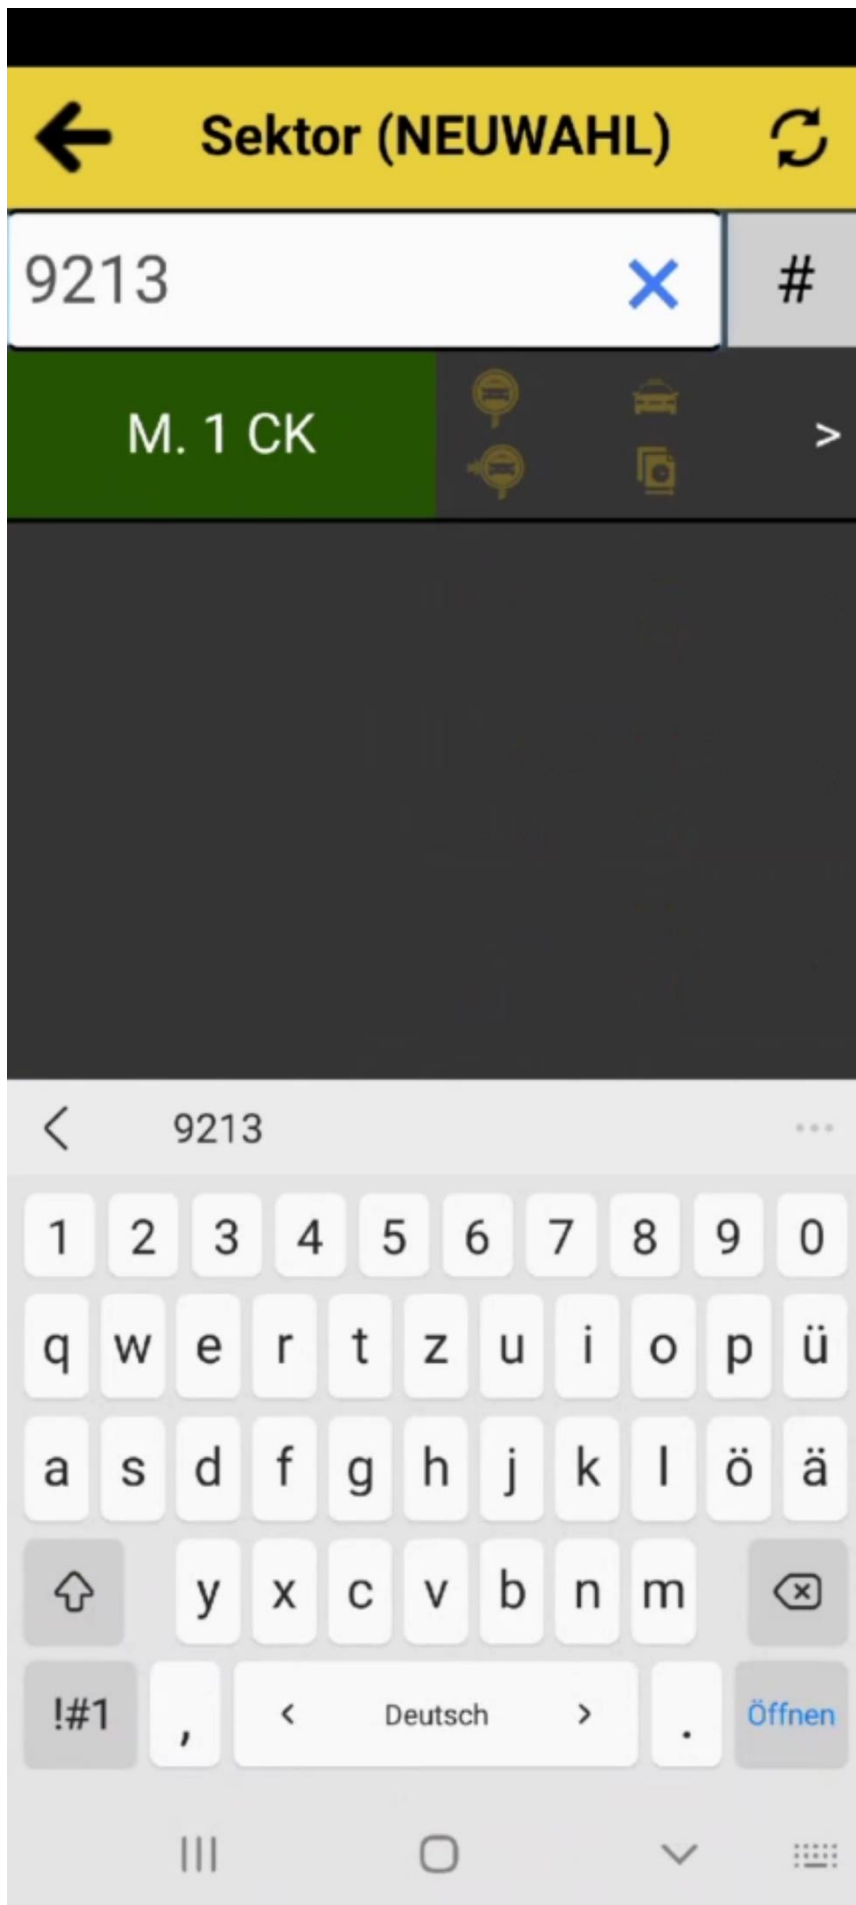 Sektor (NEUWAHL)
9213
#
M. 1 CK
>
9213
1 2 3 4 5 6 7 8 9 0
q w e r t z u i o p ü
a s d f g h j k l ö ä
y x c v b n m
!#1 , < Deutsch > . Öffnen